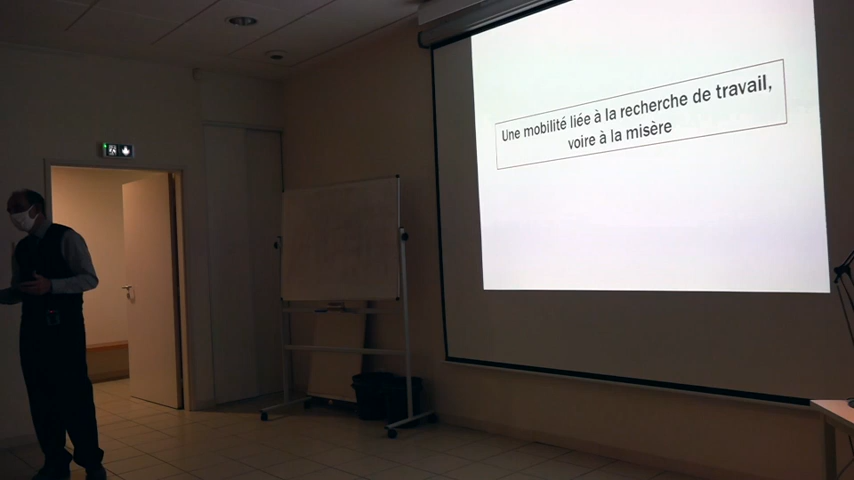 Une mobilité liée à la recherche de travail,
voire à la misère